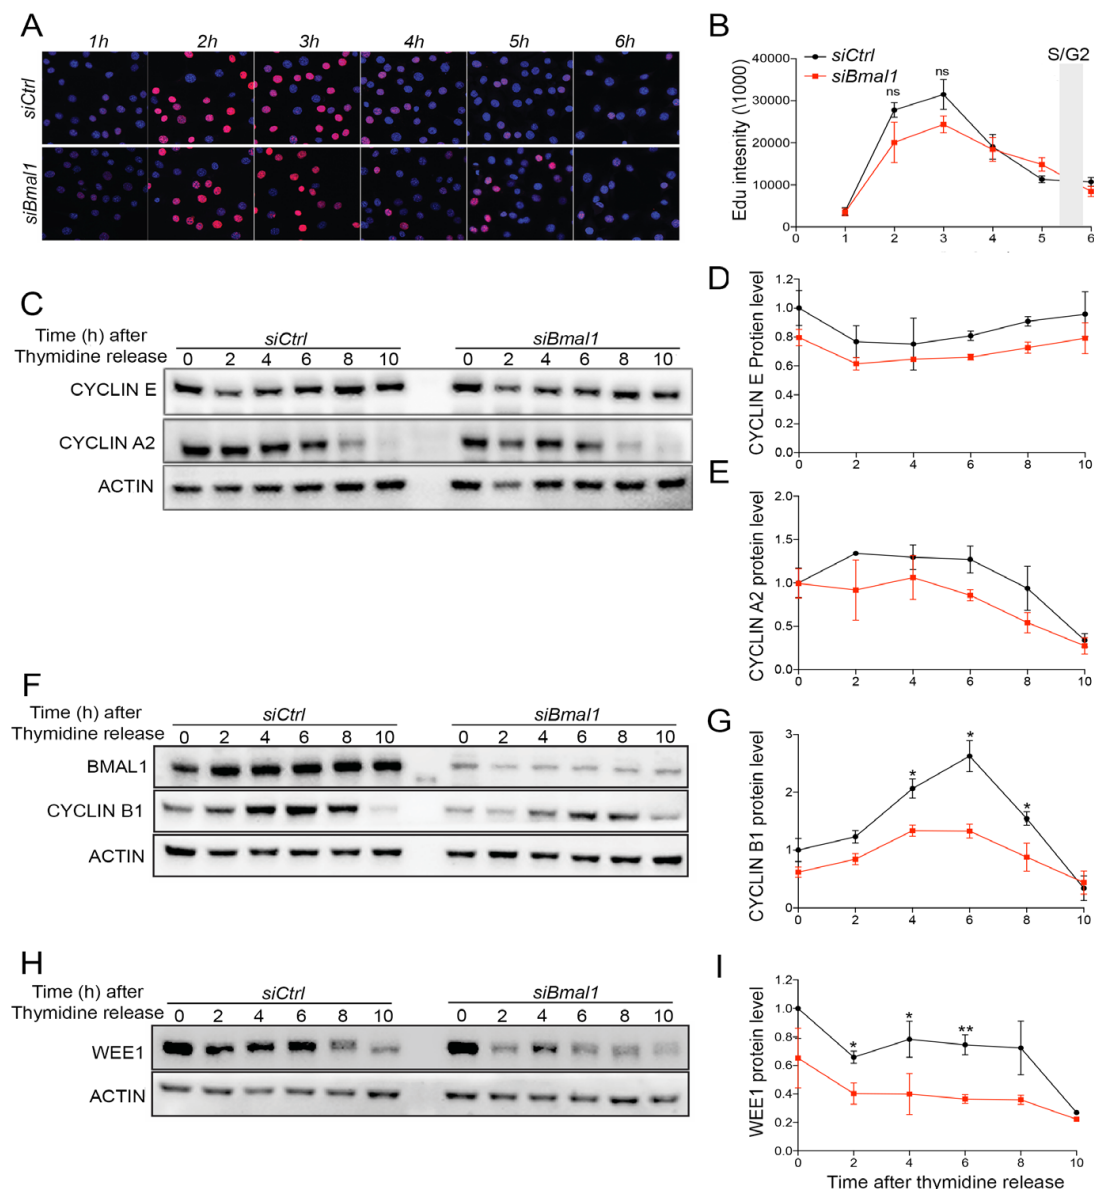 A
1h 2h 3h 4h 5h 6h
siCtrl
siBmal1
B
siCtrl
siBmal1
S/G2
Edu intesnity (\1000)
40000
30000
20000
10000
0
ns
ns
0 1 2 3 4 5 6
C
Time (h) after
Thymidine release
siCtrl
siBmal1
0 2 4 6 8 10
0 2 4 6 8 10
CYCLIN E
CYCLIN A2
ACTIN
D
CYCLIN E Protien level
1.2
1.0
0.8
0.6
0.4
0.2
0.0
0 2 4 6 8 10
E
CYCLIN A2 protein level
2.0
1.5
1.0
0.5
0.0
0 2 4 6 8 10
F
Time (h) after
Thymidine release
siCtrl
siBmal1
0 2 4 6 8 10
0 2 4 6 8 10
BMAL1
CYCLIN B1
ACTIN
G
CYCLIN B1 protein level
3
2
1
0
*
*
*
0 2 4 6 8 10
H
Time (h) after
Thymidine release
siCtrl
siBmal1
0 2 4 6 8 10
0 2 4 6 8 10
WEE1
ACTIN
I
WEE1 protein level
1.2
1.0
0.8
0.6
0.4
0.2
0.0
*
*
**
0 2 4 6 8 10
Time after thymidine release